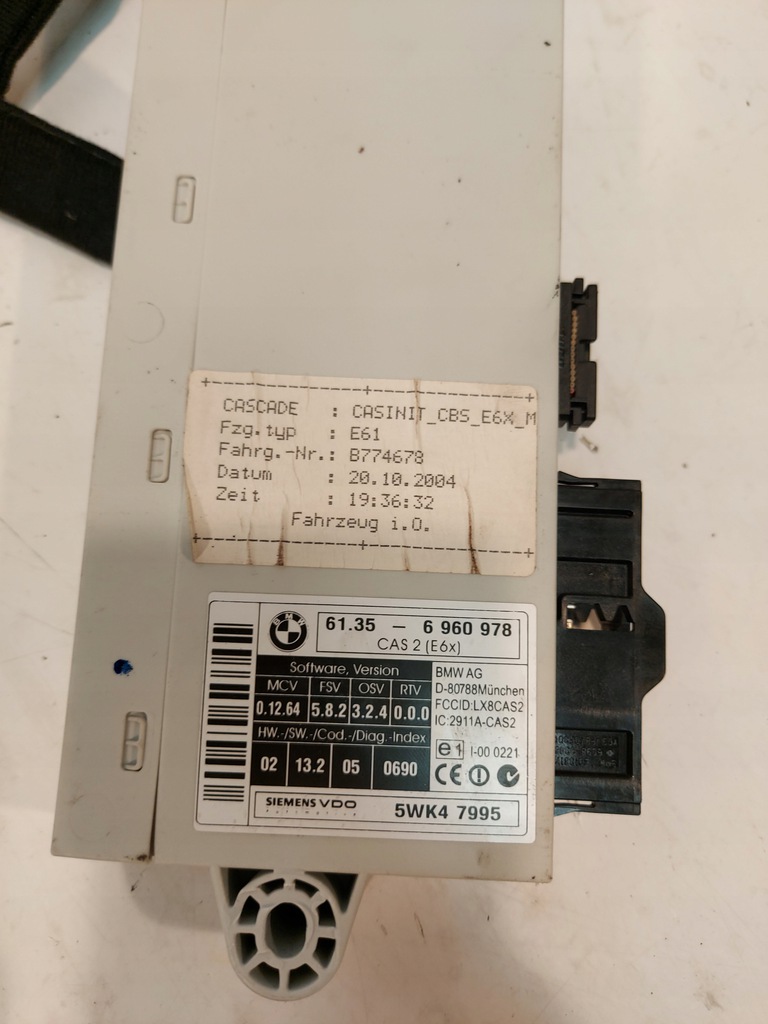 CASCADE : CASINIT_CBS_E6X_M
Fzg.typ : E61
Fahrg.-Nr.: B774678
Datum : 20.10.2004
Zeit : 19:36:32
Fahrzeug i.O.
BMW
61.35 – 6 960 978
CAS 2 (E6x)
Software, Version
MCV FSV OSV RTV
0.12.64 5.8.2 3.2.4 0.0.0
HW.-/SW.-/Cod.-/Diag.-Index
02 13.2 05 0690
BMW AG
D-80788München
FCCID:LX8CAS2
IC:2911A-CAS2
e1 I-00 0221
CE
SIEMENS VDO
Automotive
5WK4 7995